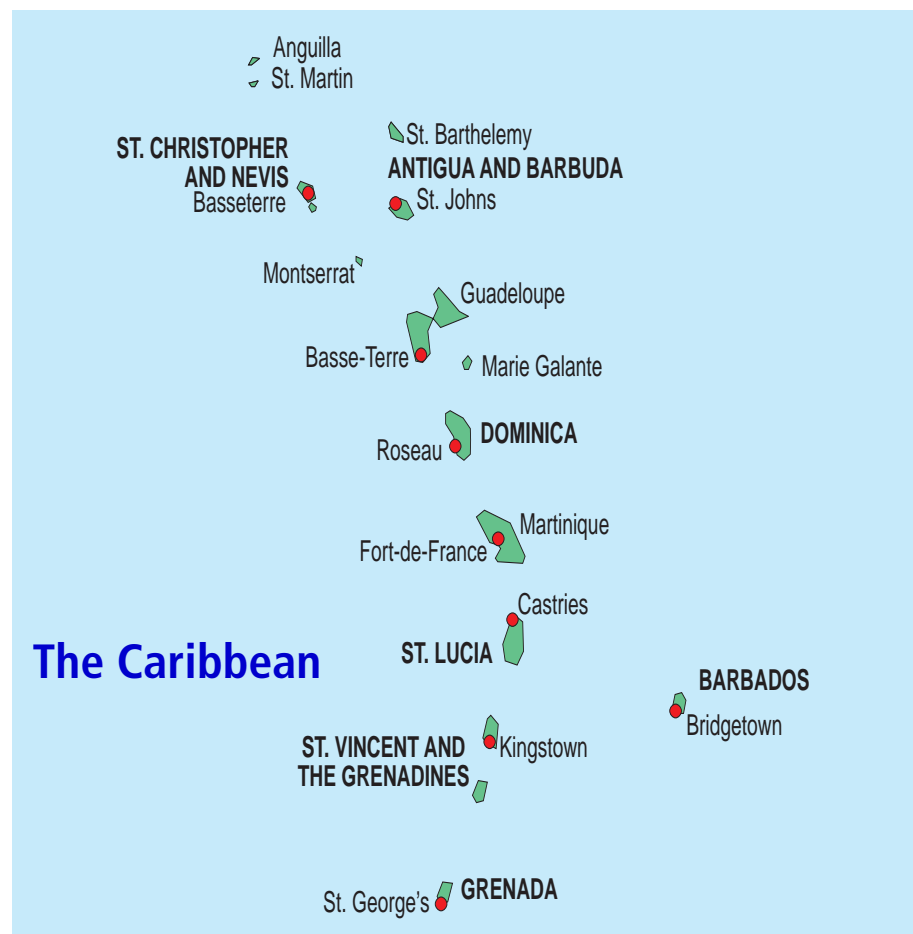 Anguilla
St. Martin
St. Barthelemy
ST. CHRISTOPHER
AND NEVIS
Basseterre
ANTIGUA AND BARBUDA
St. Johns
Montserrat
Guadeloupe
Basse-Terre
Marie Galante
DOMINICA
Roseau
Martinique
Fort-de-France
Castries
ST. LUCIA
The Caribbean
BARBADOS
Bridgetown
ST. VINCENT AND
THE GRENADINES
Kingstown
GRENADA
St. George's